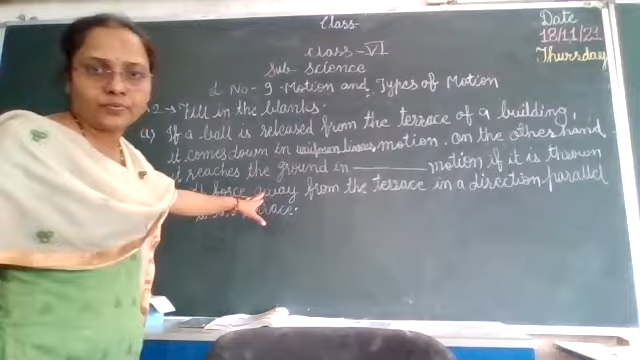 Class-
Date
18/11/21
Thursday
Class - VI
Sub- Science
L No- 9 Motion and Types of Motion
2 → Fill in the blanks.
a) If a ball is released from the terrace of a building,
it comes down in uniform linear motion. On the other hand,
it reaches the ground in ________ motion if it is thrown
force away from the terrace in a direction parallel